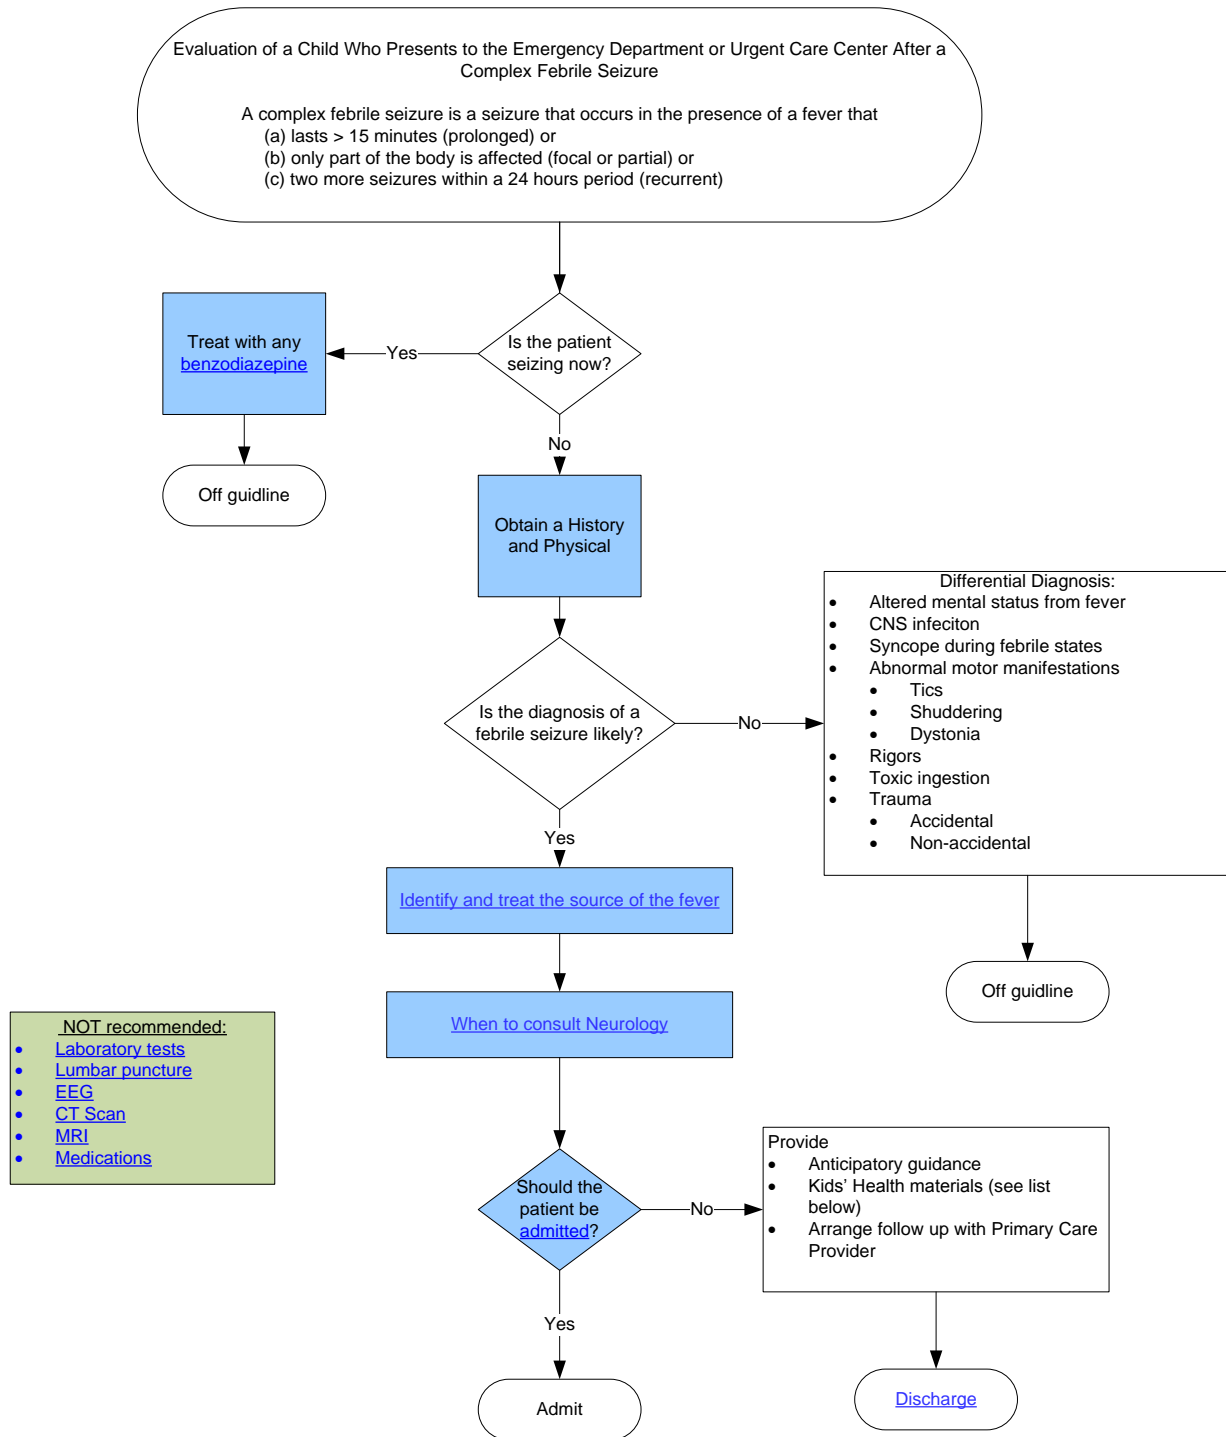 Evaluation of a Child Who Presents to the Emergency Department or Urgent Care Center After a
Complex Febrile Seizure
A complex febrile seizure is a seizure that occurs in the presence of a fever that
(a) lasts > 15 minutes (prolonged) or
(b) only part of the body is affected (focal or partial) or
(c) two more seizures within a 24 hours period (recurrent)
Is the patient
seizing now?
Yes
Treat with any
benzodiazepine
Off guidline
No
Obtain a History
and Physical
Is the diagnosis of a
febrile seizure likely?
No
Differential Diagnosis:
• Altered mental status from fever
• CNS infeciton
• Syncope during febrile states
• Abnormal motor manifestations
• Tics
• Shuddering
• Dystonia
• Rigors
• Toxic ingestion
• Trauma
• Accidental
• Non-accidental
Off guidline
Yes
Identify and treat the source of the fever
When to consult Neurology
NOT recommended:
• Laboratory tests
• Lumbar puncture
• EEG
• CT Scan
• MRI
• Medications
Should the
patient be
admitted?
No
Provide
• Anticipatory guidance
• Kids' Health materials (see list
below)
• Arrange follow up with Primary Care
Provider
Discharge
Yes
Admit